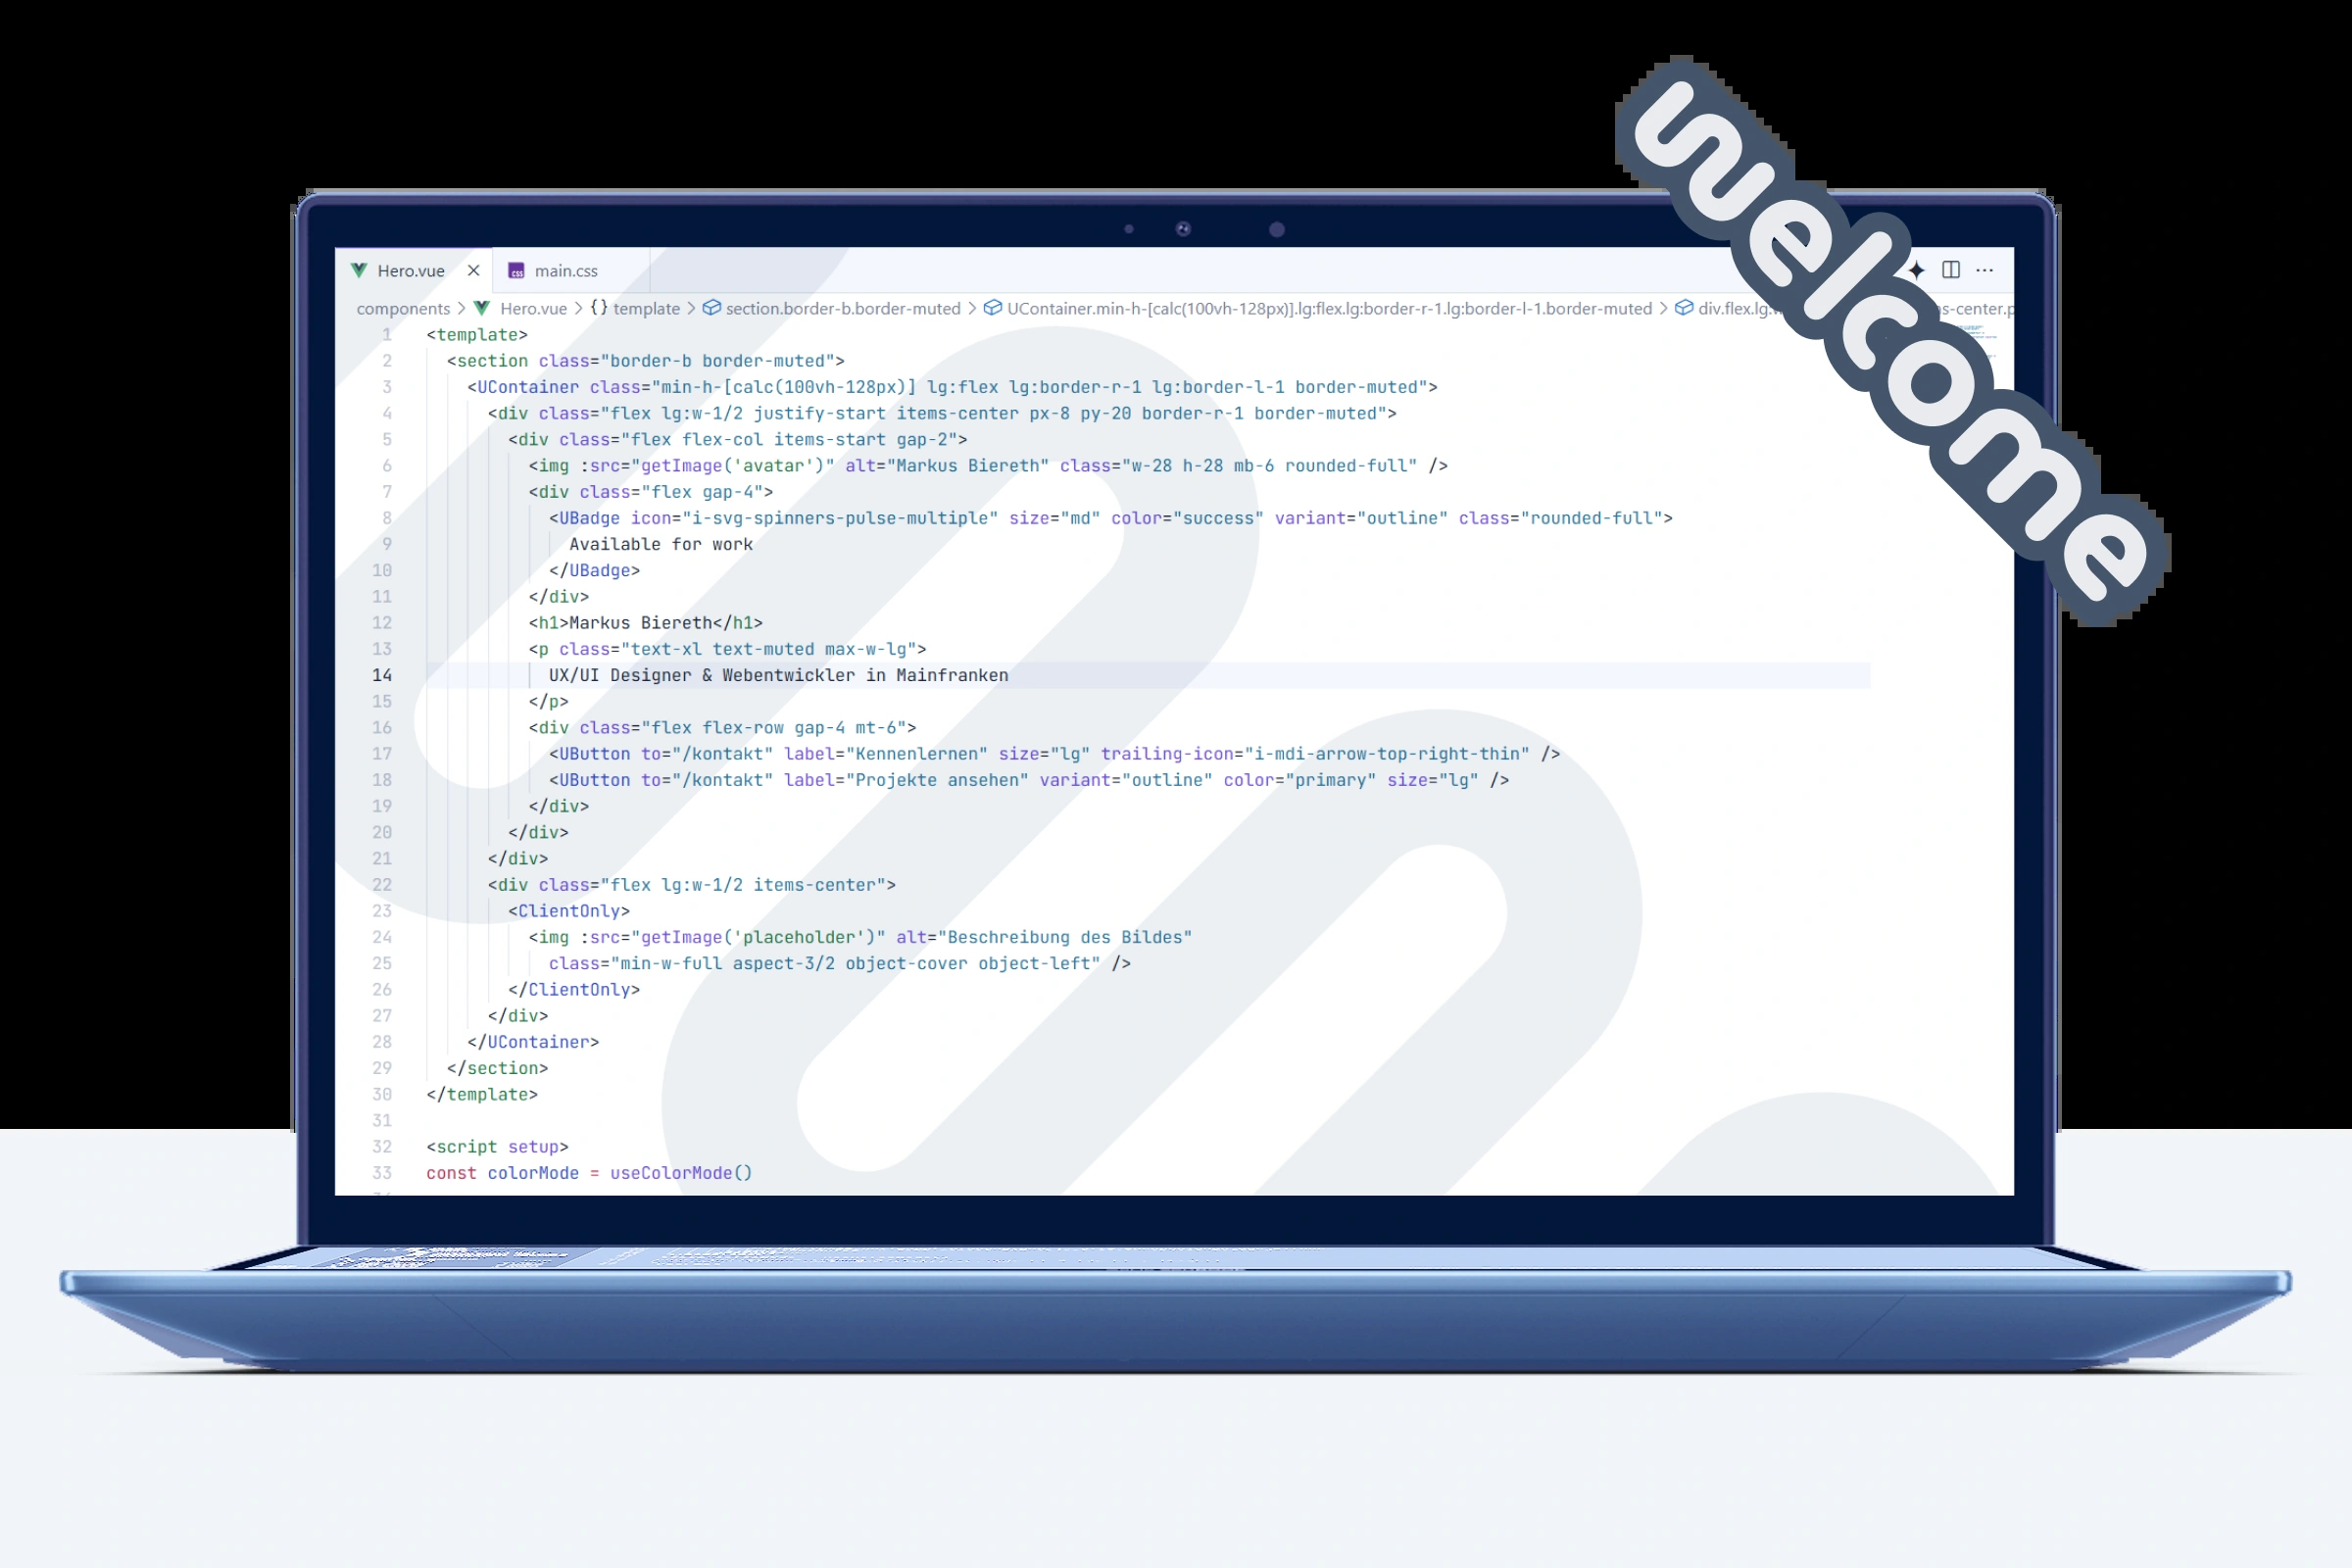 welcome
Hero.vue main.css
components > Hero.vue > {} template > section.border-b.border-muted > UContainer.min-h-[calc(100vh-128px)].lg:flex.lg:border-r-1.lg:border-l-1.border-muted > div.flex.lg:
1 <template>
2 <section class="border-b border-muted">
3 <UContainer class="min-h-[calc(100vh-128px)] lg:flex lg:border-r-1 lg:border-l-1 border-muted">
4 <div class="flex lg:w-1/2 justify-start items-center px-8 py-20 border-r-1 border-muted">
5 <div class="flex flex-col items-start gap-2">
6 <img :src="getImage('avatar')" alt="Markus Biereth" class="w-28 h-28 mb-6 rounded-full" />
7 <div class="flex gap-4">
8 <UBadge icon="i-svg-spinners-pulse-multiple" size="md" color="success" variant="outline" class="rounded-full">
9 Available for work
10 </UBadge>
11 </div>
12 <h1>Markus Biereth</h1>
13 <p class="text-xl text-muted max-w-lg">
14 UX/UI Designer & Webentwickler in Mainfranken
15 </p>
16 <div class="flex flex-row gap-4 mt-6">
17 <UButton to="/kontakt" label="Kennenlernen" size="lg" trailing-icon="i-mdi-arrow-top-right-thin" />
18 <UButton to="/kontakt" label="Projekte ansehen" variant="outline" color="primary" size="lg" />
19 </div>
20 </div>
21 </div>
22 <div class="flex lg:w-1/2 items-center">
23 <ClientOnly>
24 <img :src="getImage('placeholder')" alt="Beschreibung des Bildes"
25 class="min-w-full aspect-3/2 object-cover object-left" />
26 </ClientOnly>
27 </div>
28 </UContainer>
29 </section>
30 </template>
31
32 <script setup>
33 const colorMode = useColorMode()